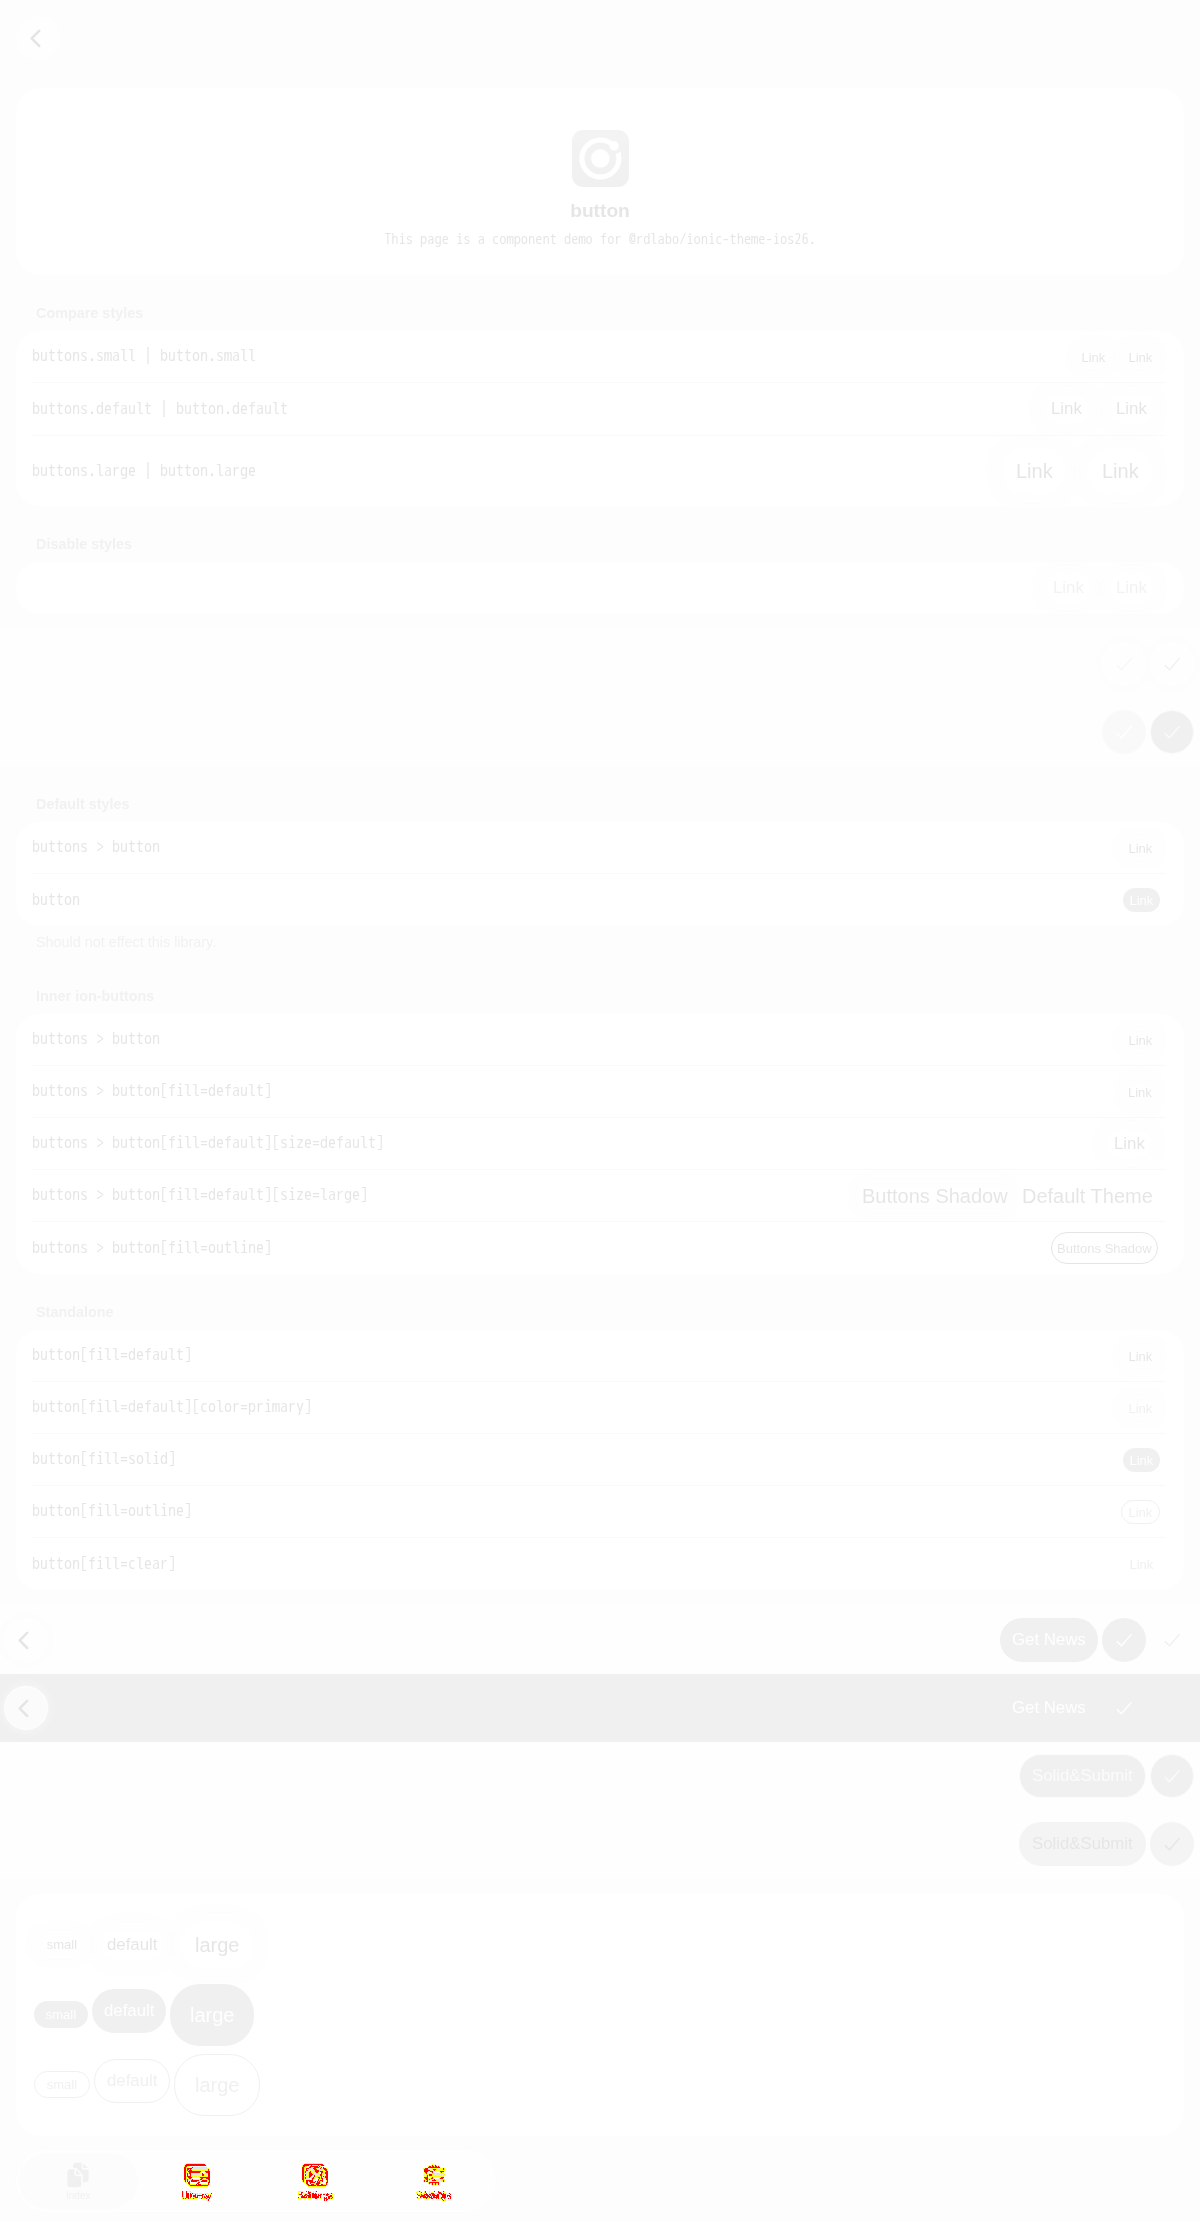 button
This page is a component demo for @rdlabo/ionic-theme-ios26.
Compare styles
buttons.small | button.small Link Link
buttons.default | button.default Link Link
buttons.large | button.large Link Link
Disable styles
Link Link
Default styles
buttons > button Link
button Link
Should not effect this library.
Inner ion-buttons
buttons > button Link
buttons > button[fill=default] Link
buttons > button[fill=default][size=default] Link
buttons > button[fill=default][size=large] Buttons Shadow Default Theme
buttons > button[fill=outline] Buttons Shadow
Standalone
button[fill=default] Link
button[fill=default][color=primary] Link
button[fill=solid] Link
button[fill=outline] Link
button[fill=clear] Link
Get News
Get News
Solid&Submit
Solid&Submit
small default large
small default large
small default large
Index